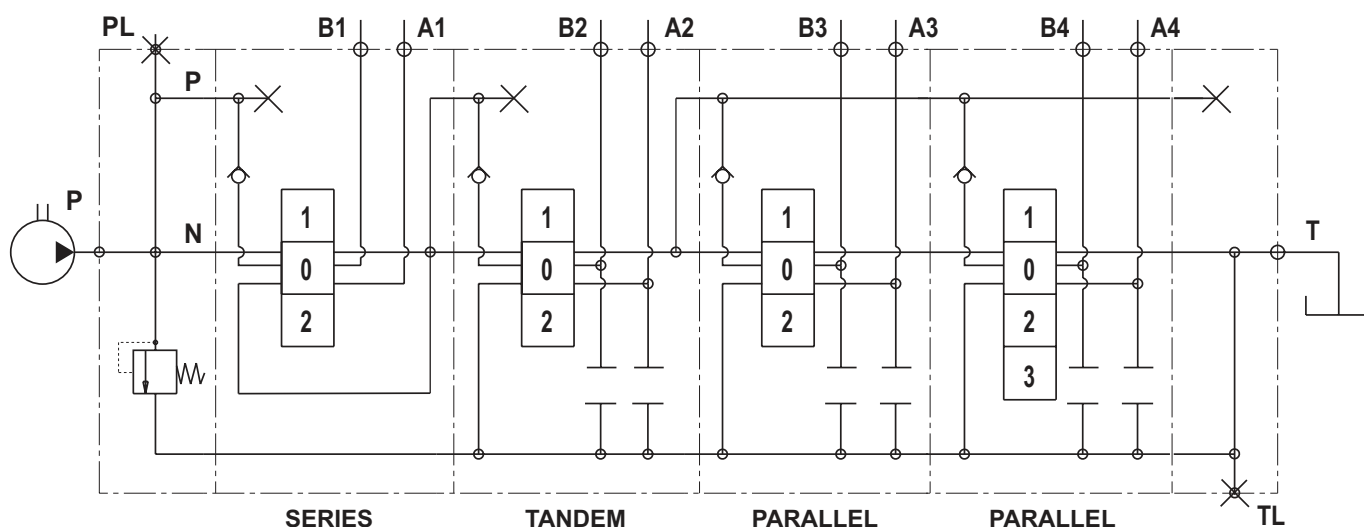 PL B1 A1 B2 A2 B3 A3 B4 A4
P
P N T
1 1 1 1
0 0 0 0
2 2 2 2
3
TL
SERIES TANDEM PARALLEL PARALLEL